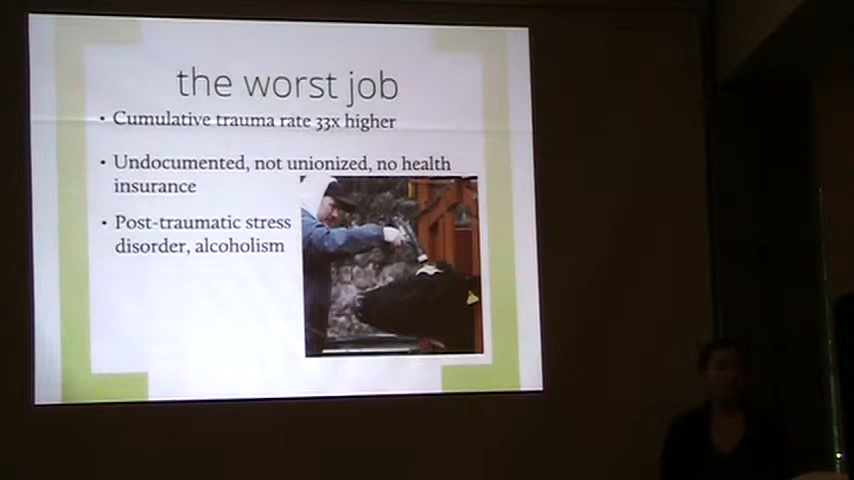 the worst job
• Cumulative trauma rate 33x higher
• Undocumented, not unionized, no health
insurance
• Post-traumatic stress
disorder, alcoholism